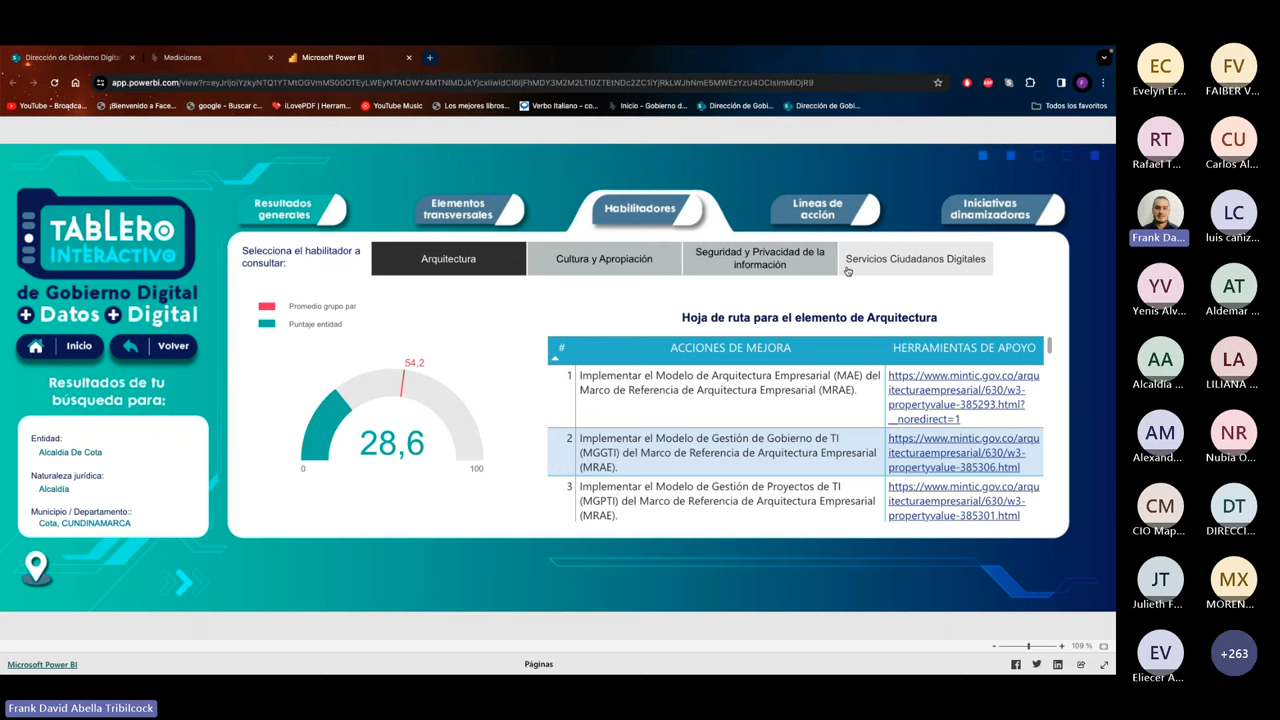 Dirección de Gobierno Digital
Mediciones
Microsoft Power BI
YouTube - Broadca...
¡Bienvenido a Face...
google - Buscar c...
iLovePDF | Herram...
YouTube Music
Los mejores libros...
Verbo Italiano - co...
Inicio - Gobierno d...
Dirección de Gobi...
Dirección de Gobi...
Todos los favoritos
TABLERO
INTERACTIVO
de Gobierno Digital
+ Datos + Digital
Inicio
Volver
Resultados de tu
búsqueda para:
Entidad:
Alcaldia De Cota
Naturaleza jurídica:
Alcaldía
Municipio / Departamento::
Cota, CUNDINAMARCA
Resultados
generales
Elementos
transversales
Habilitadores
Líneas de
acción
Iniciativas
dinamizadoras
Selecciona el habilitador a
consultar:
Arquitectura
Cultura y Apropiación
Seguridad y Privacidad de la
información
Servicios Ciudadanos Digitales
Promedio grupo par
Puntaje entidad
54,2
28,6
0
100
Hoja de ruta para el elemento de Arquitectura
# ACCIONES DE MEJORA HERRAMIENTAS DE APOYO
1 Implementar el Modelo de Arquitectura Empresarial (MAE) del
Marco de Referencia de Arquitectura Empresarial (MRAE).
https://www.mintic.gov.co/arqu
itecturaempresarial/630/w3-
propertyvalue-385293.html?
__noredirect=1
2 Implementar el Modelo de Gestión de Gobierno de TI
(MGGTI) del Marco de Referencia de Arquitectura Empresarial
(MRAE).
https://www.mintic.gov.co/arqu
itecturaempresarial/630/w3-
propertyvalue-385306.html
3 Implementar el Modelo de Gestión de Proyectos de TI
(MGPTI) del Marco de Referencia de Arquitectura Empresarial
(MRAE).
https://www.mintic.gov.co/arqu
itecturaempresarial/630/w3-
propertyvalue-385301.html
109 %
Microsoft Power BI
Páginas
Frank David Abella Tribilcock
EC
Evelyn Er...
FV
FAIBER V...
RT
Rafael T...
CU
Carlos Al...
Frank Da...
LC
luis cañiz...
YV
Yenis Alv...
AT
Aldemar ...
AA
Alcaldía ...
LA
LILIANA ...
AM
Alexand...
NR
Nubia O...
CM
CIO Map...
DT
DIRECCI...
JT
Julieth F...
MX
MOREN...
EV
Eliecer A...
+263